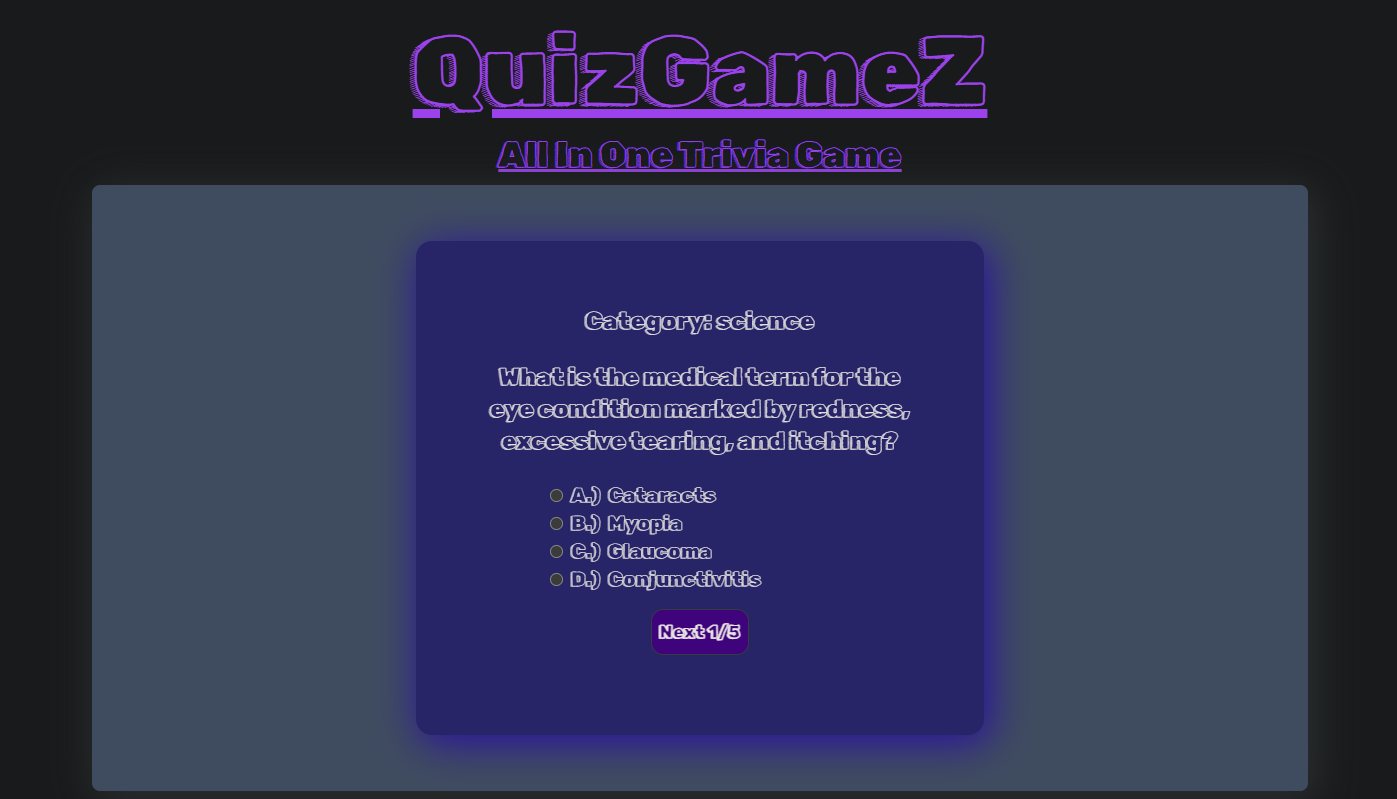 QuizGameZ
All In One Trivia Game
Category: science
What is the medical term for the
eye condition marked by redness,
excessive tearing, and itching?
A.) Cataracts
B.) Myopia
C.) Glaucoma
D.) Conjunctivitis
Next 1/5